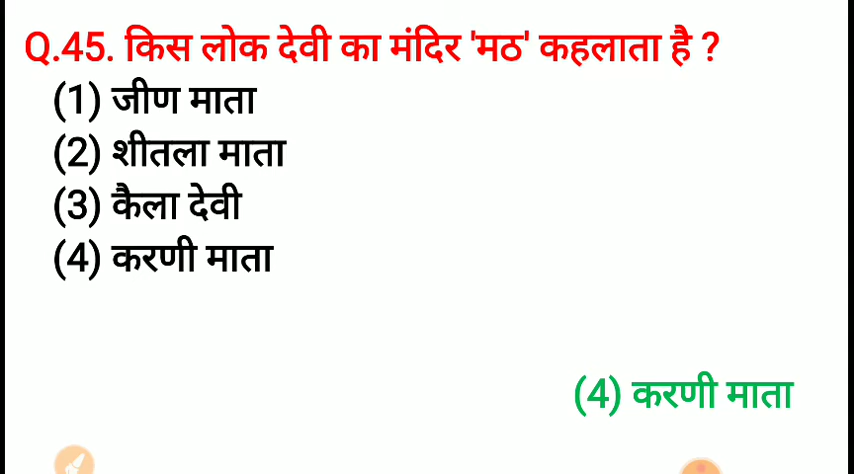 Q.45. किस लोक देवी का मंदिर 'मठ' कहलाता है ?
(1) जीण माता
(2) शीतला माता
(3) कैला देवी
(4) करणी माता
(4) करणी माता